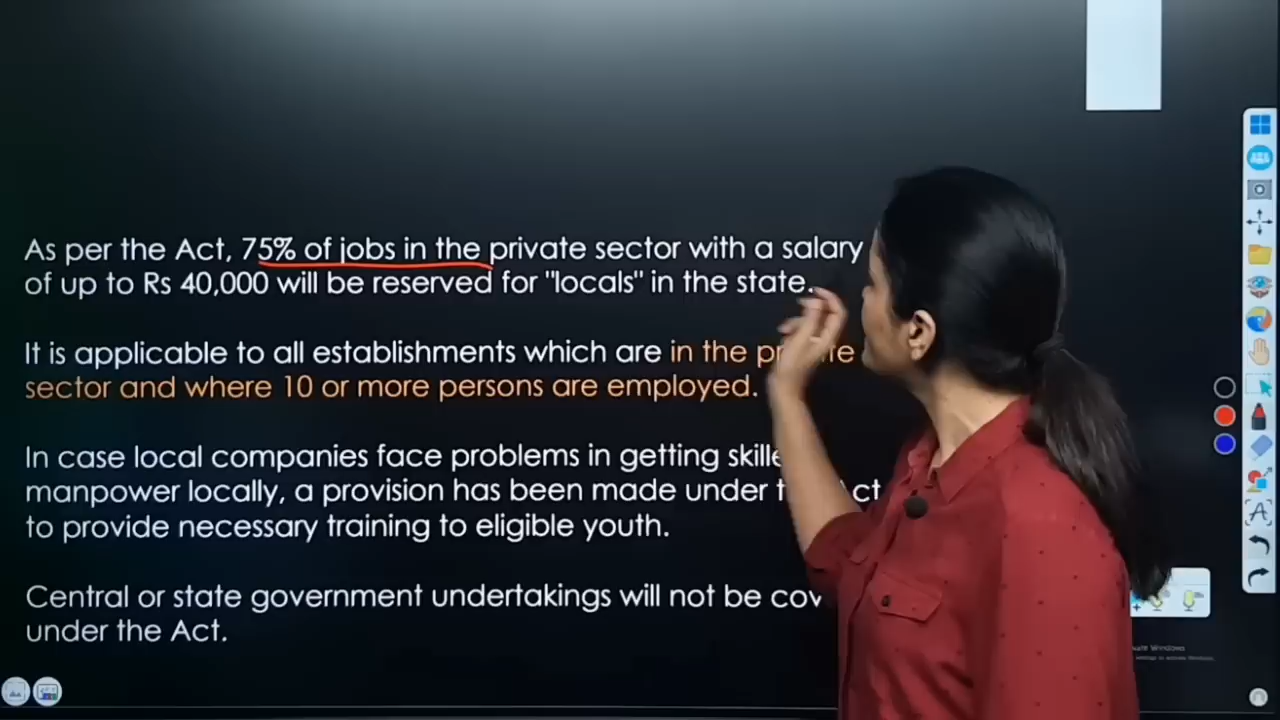 As per the Act, 75% of jobs in the private sector with a salary
of up to Rs 40,000 will be reserved for "locals" in the state.
It is applicable to all establishments which are in the
sector and where 10 or more persons are employed.
In case local companies face problems in getting
manpower locally, a provision has been made under
to provide necessary training to eligible youth.
Central or state government undertakings will not be
under the Act.